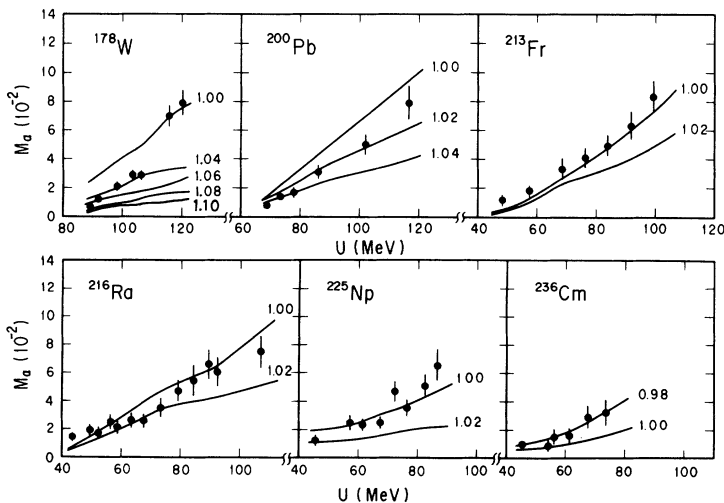 14
12
10
8
6
4
2
0
Mα (10⁻²)
¹⁷⁸W
1.00
1.04
1.06
1.08
1.10
80 100 120
²⁰⁰Pb
1.00
1.02
1.04
60 80 100 120
U (MeV)
²¹³Fr
1.00
1.02
40 60 80 100 120
14
12
10
8
6
4
2
0
Mα (10⁻²)
²¹⁶Ra
1.00
1.02
40 60 80 100
²²⁵Np
1.00
1.02
40 60 80
U (MeV)
²³⁶Cm
0.98
1.00
60 80 100